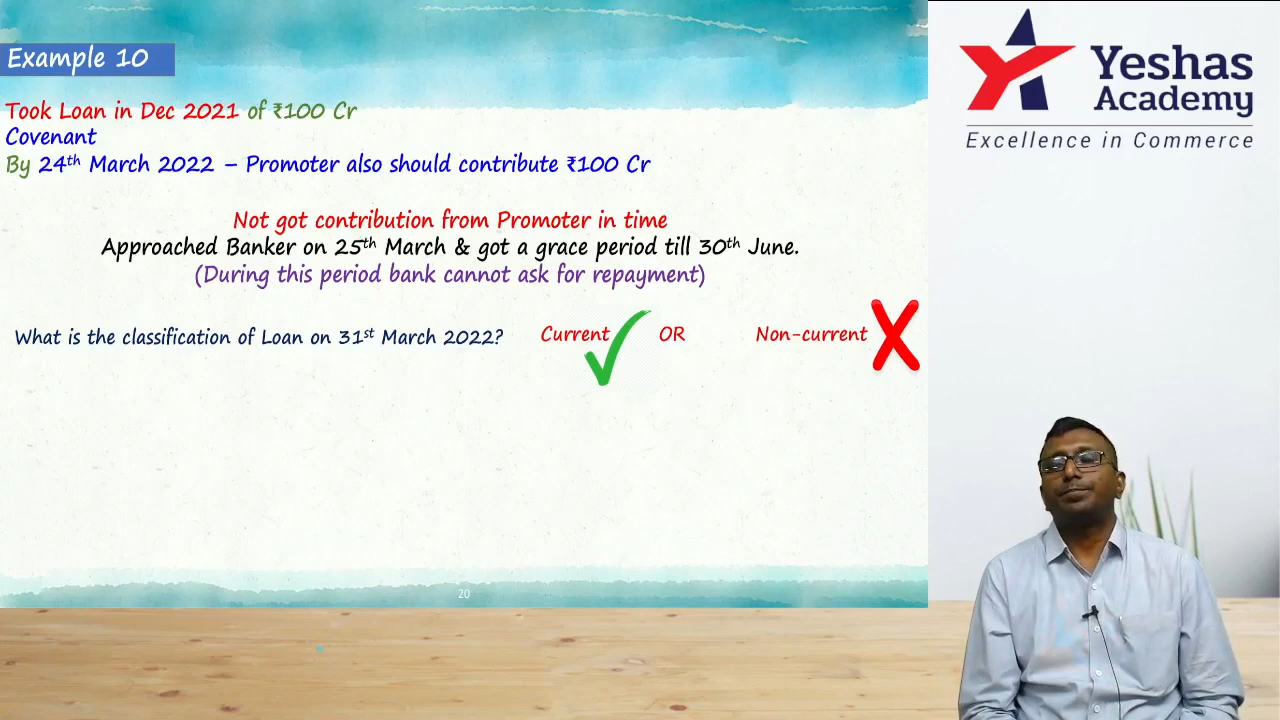 Example 10
Took Loan in Dec 2021 of ₹100 Cr
Covenant
By 24th March 2022 – Promoter also should contribute ₹100 Cr
Not got contribution from Promoter in time
Approached Banker on 25th March & got a grace period till 30th June.
(During this period bank cannot ask for repayment)
What is the classification of Loan on 31st March 2022? Current OR Non-current
20
Yeshas
Academy
Excellence in Commerce